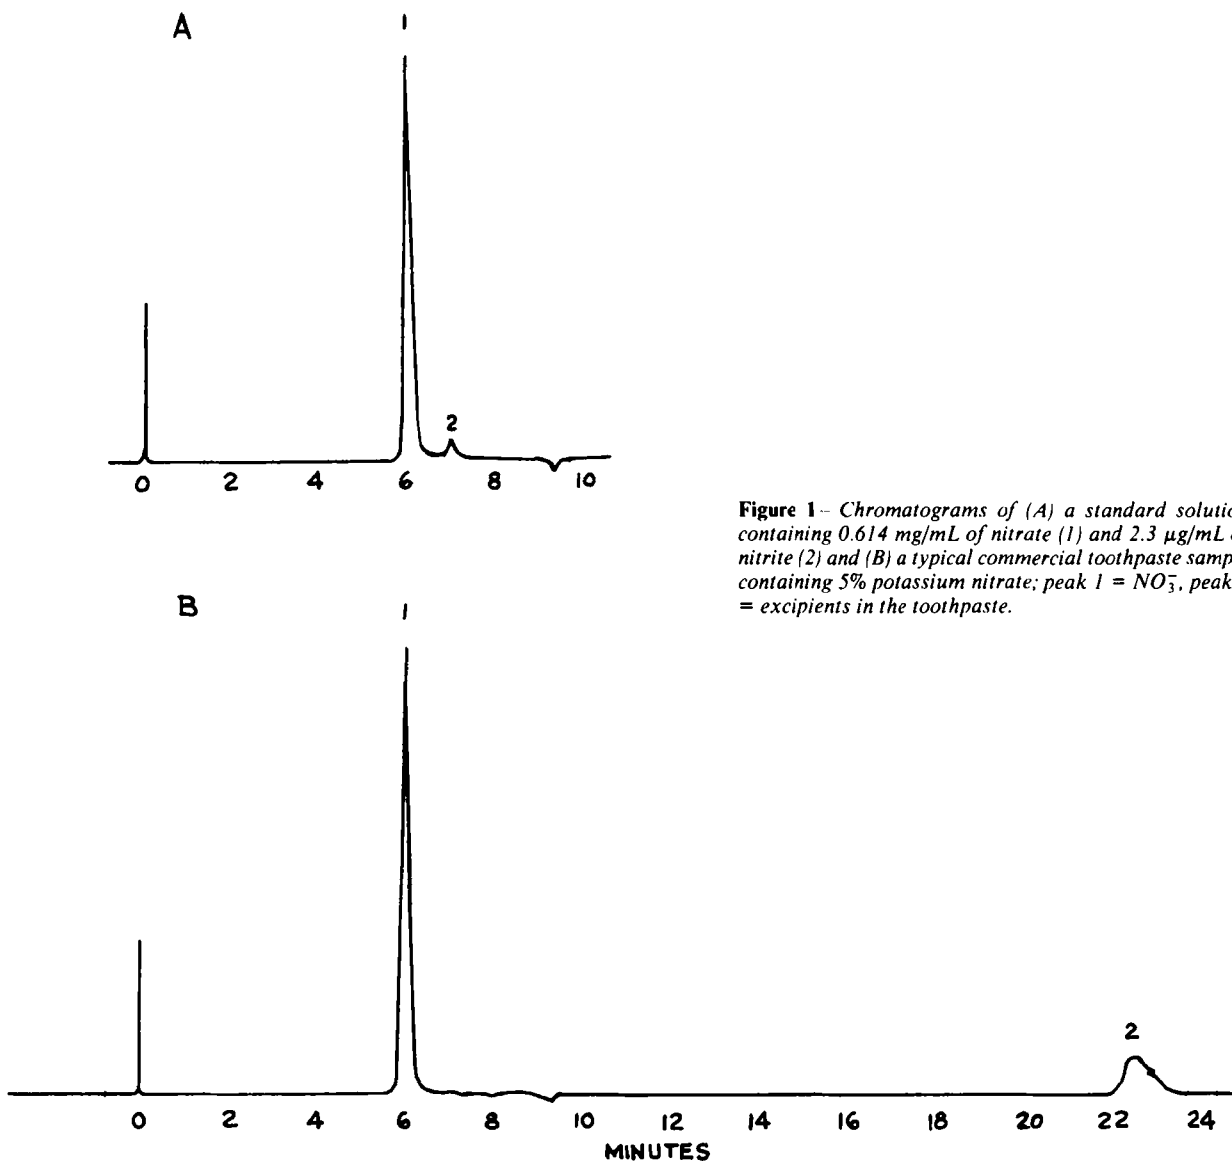 A
1
2
0 2 4 6 8 10
Figure 1 – Chromatograms of (A) a standard solutio
containing 0.614 mg/mL of nitrate (1) and 2.3 μg/mL
nitrite (2) and (B) a typical commercial toothpaste samp
containing 5% potassium nitrate; peak 1 = NO₃⁻, peak
= excipients in the toothpaste.
B
1
2
0 2 4 6 8 10 12 14 16 18 20 22 24
MINUTES